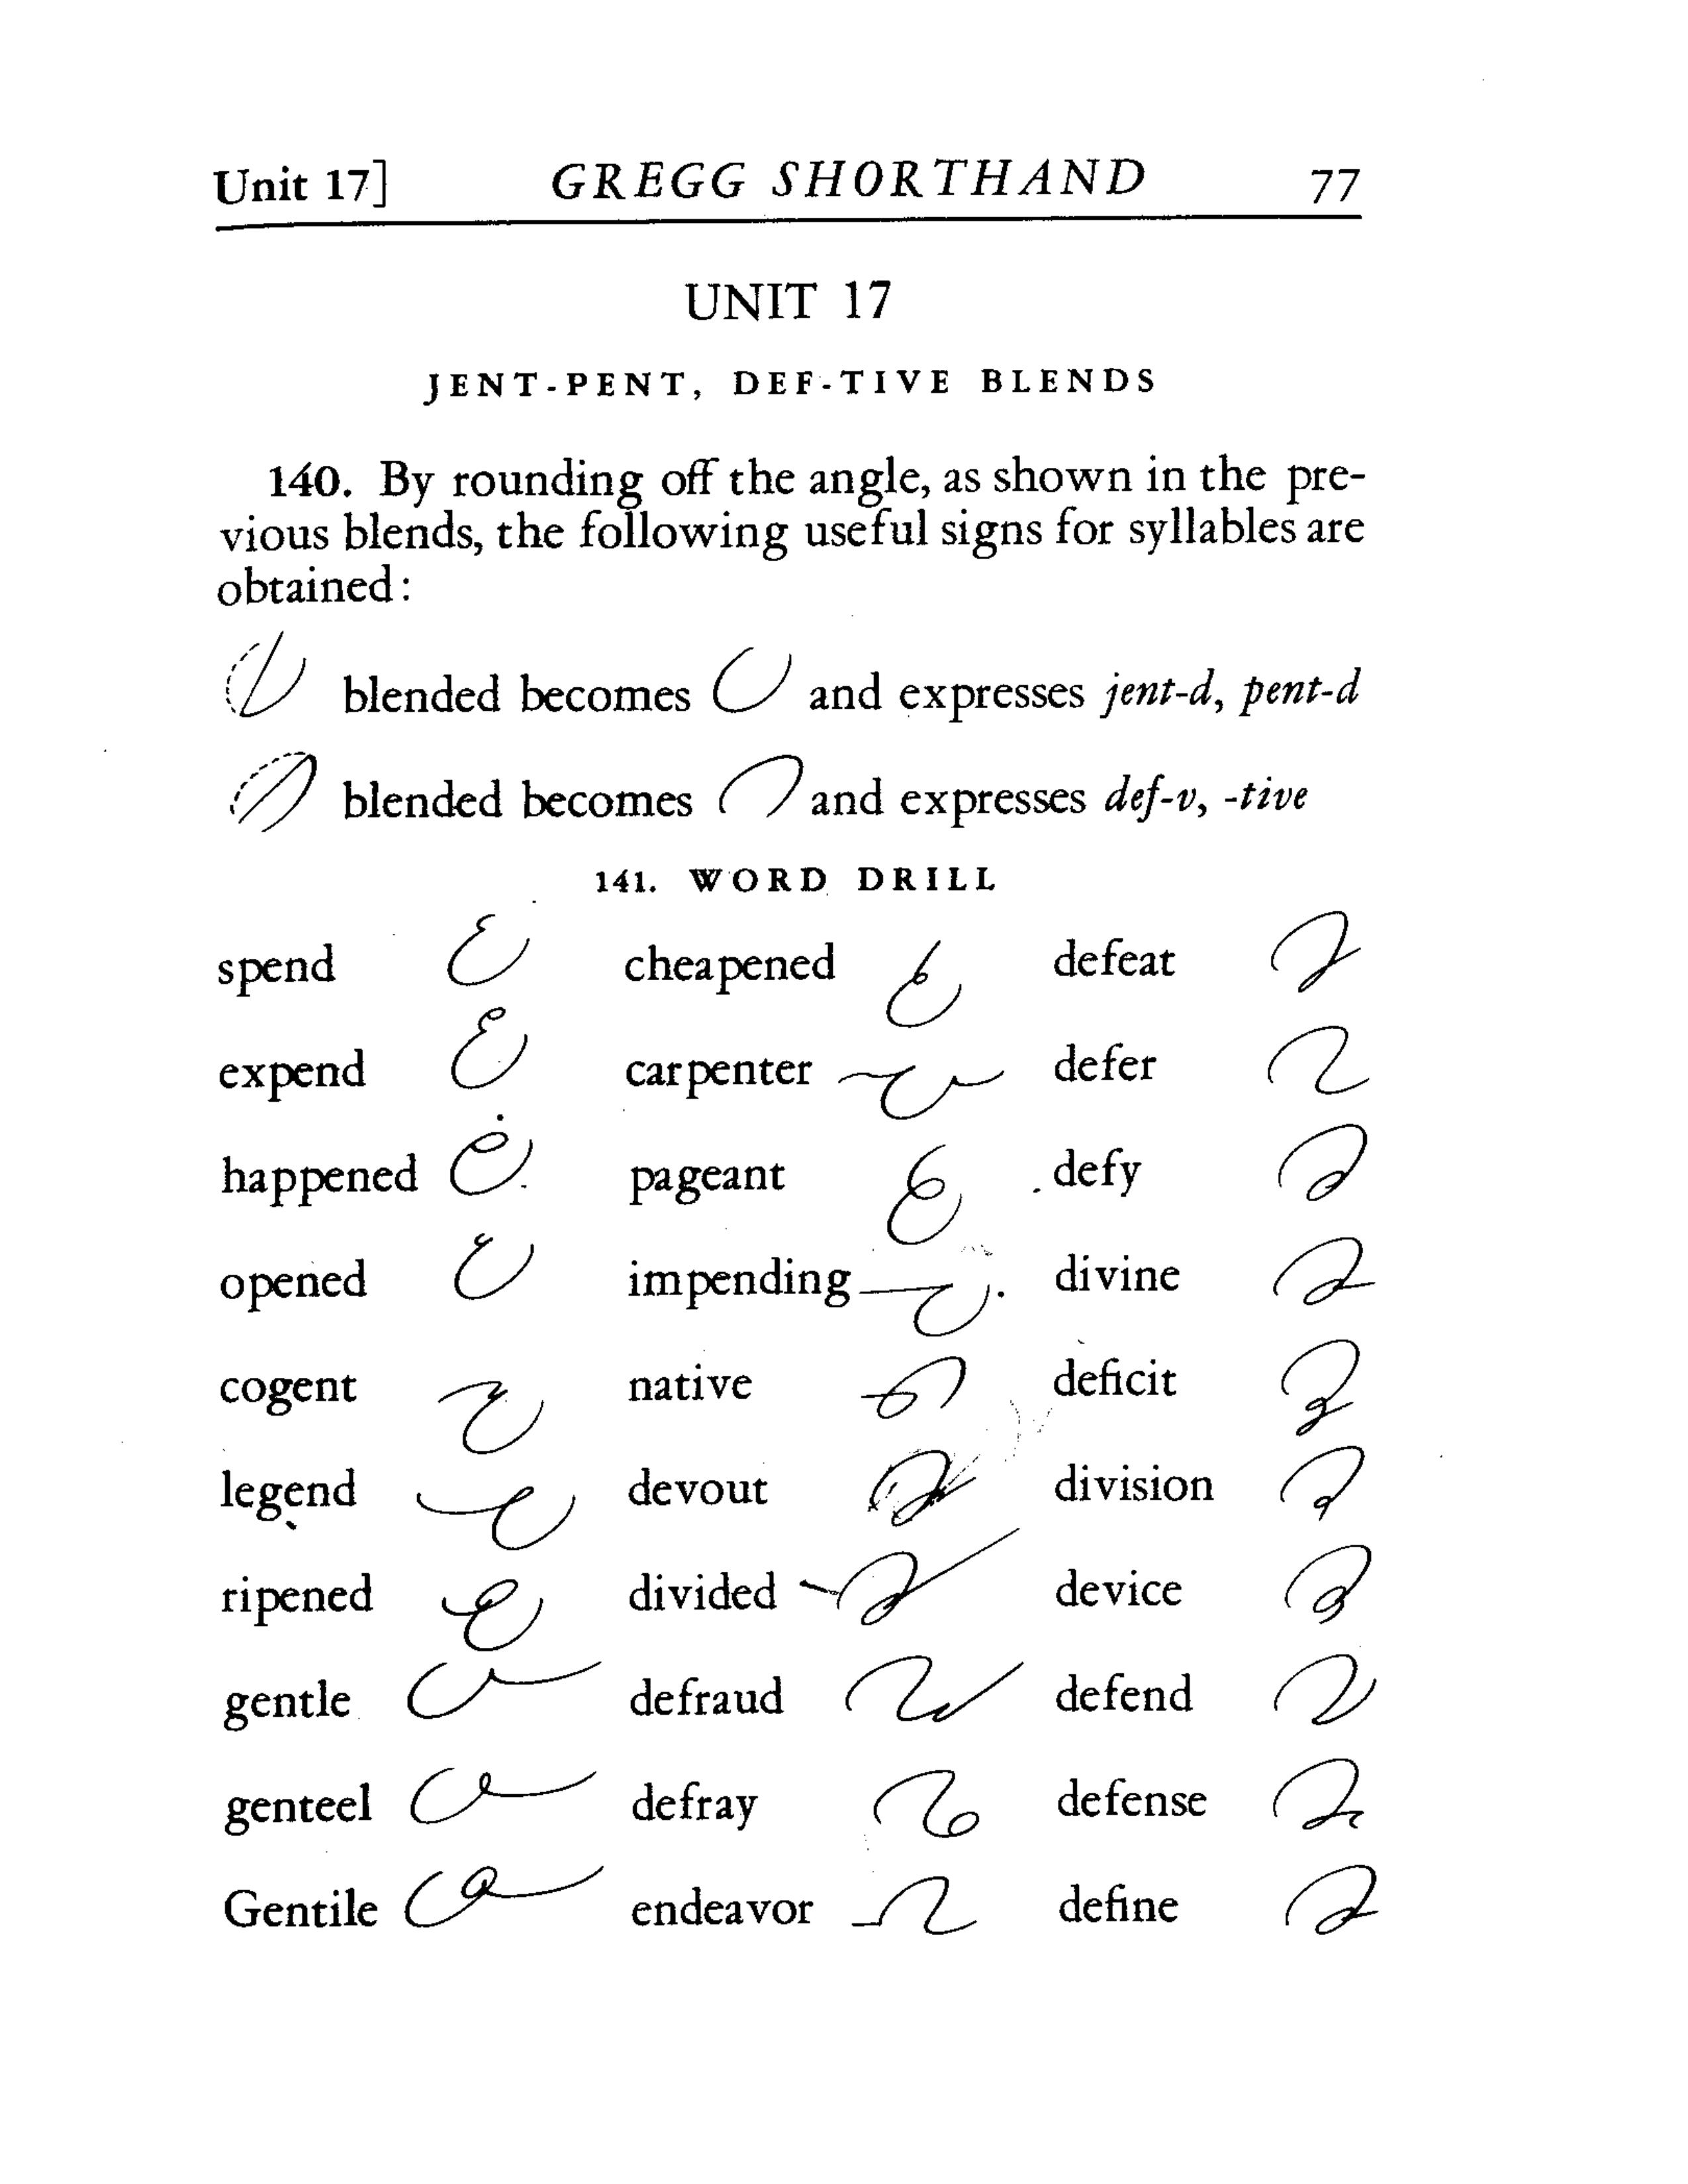 Unit 17] GREGG SHORTHAND 77
UNIT 17
JENT-PENT, DEF-TIVE BLENDS
140. By rounding off the angle, as shown in the pre-
vious blends, the following useful signs for syllables are
obtained:
blended becomes and expresses jent-d, pent-d
blended becomes and expresses def-v, -tive
141. WORD DRILL
spend cheapened defeat
expend carpenter defer
happened pageant defy
opened impending divine
cogent native deficit
legend devout division
ripened divided device
gentle defraud defend
genteel defray defense
Gentile endeavor define